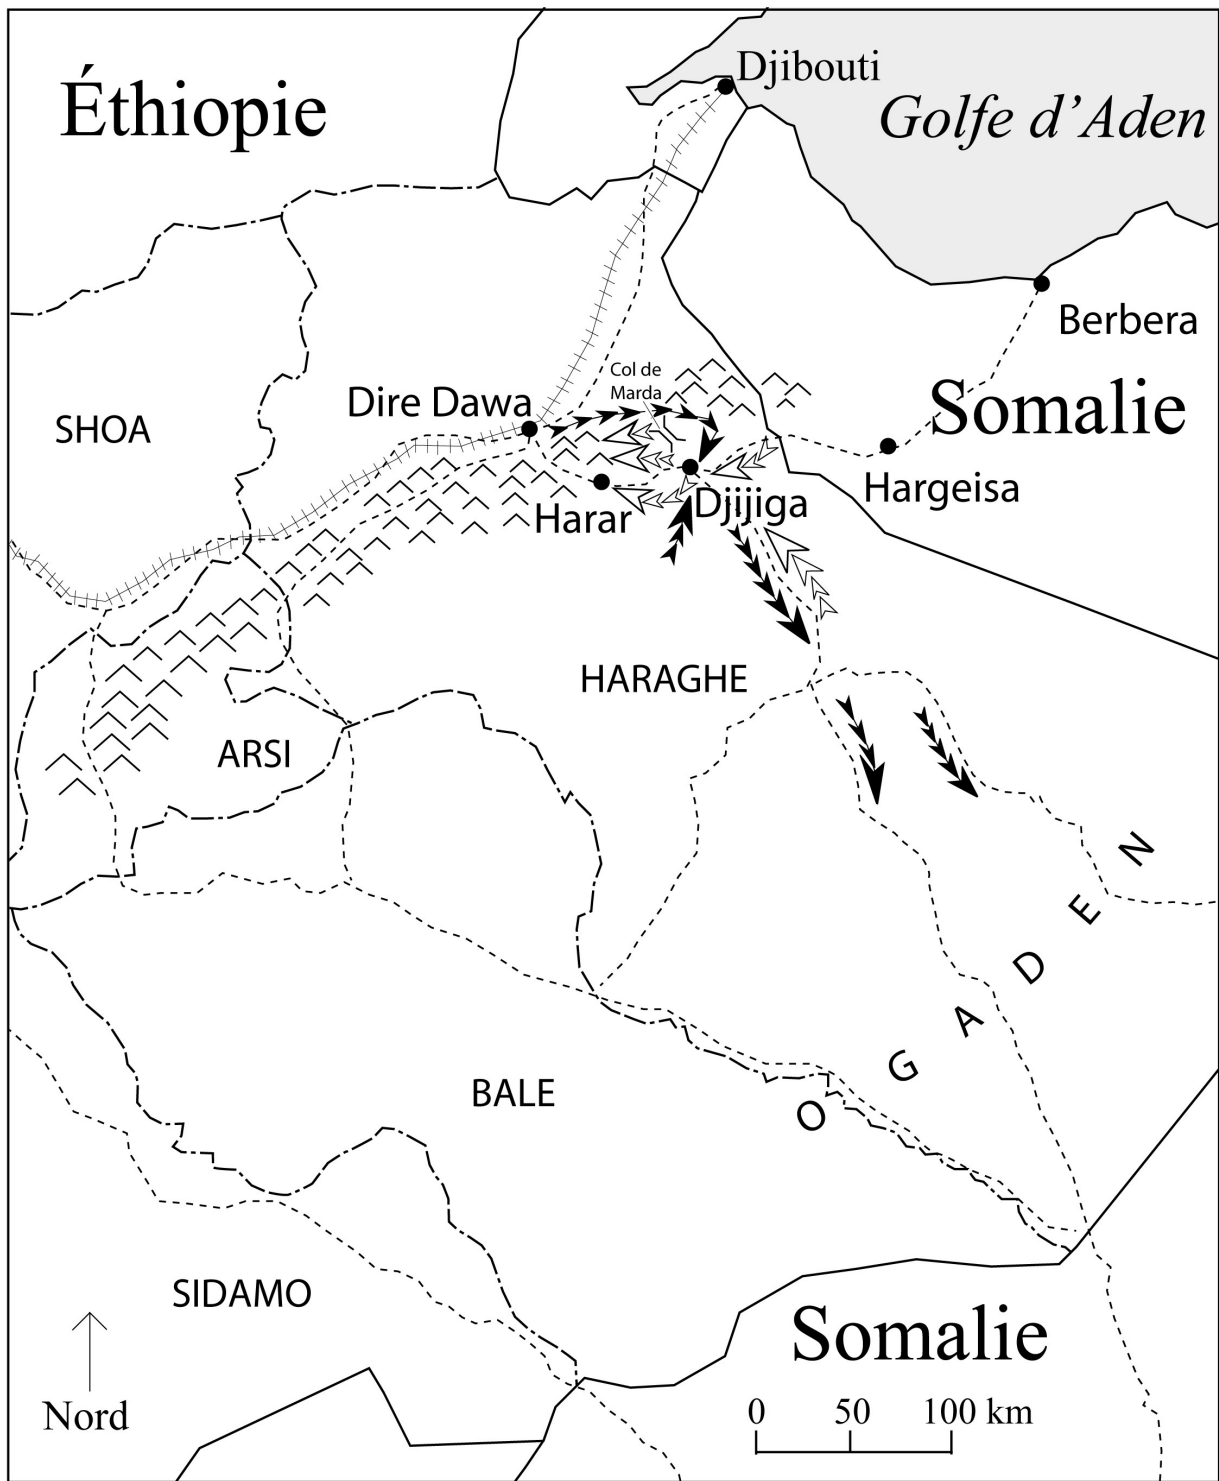 Djibouti
Éthiopie
Golfe d’Aden
Berbera
Col de
Marda
Dire Dawa
Somalie
SHOA
Hargeisa
Djijiga
Harar
HARAGHE
ARSI
OGADEN
BALE
SIDAMO
Somalie
Nord
0 50 100 km